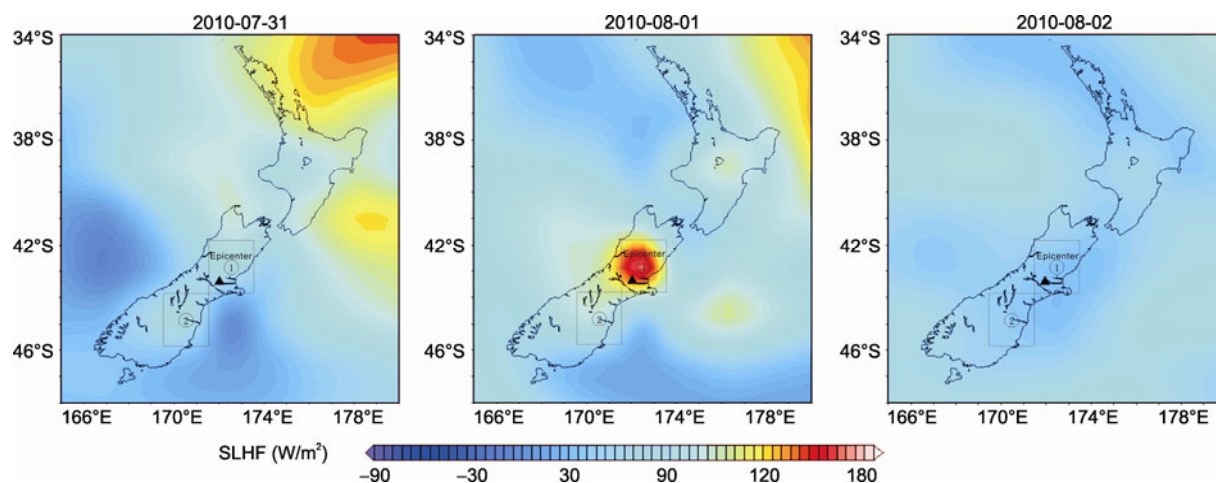 2010-07-31 2010-08-01 2010-08-02
34°S 34°S 34°S
38°S 38°S 38°S
42°S 42°S 42°S
46°S 46°S 46°S
Epicenter Epicenter Epicenter
① ① ①
② ② ②
166°E 170°E 174°E 178°E 166°E 170°E 174°E 178°E 166°E 170°E 174°E 178°E
SLHF (W/m²)
−90 −30 30 90 120 180